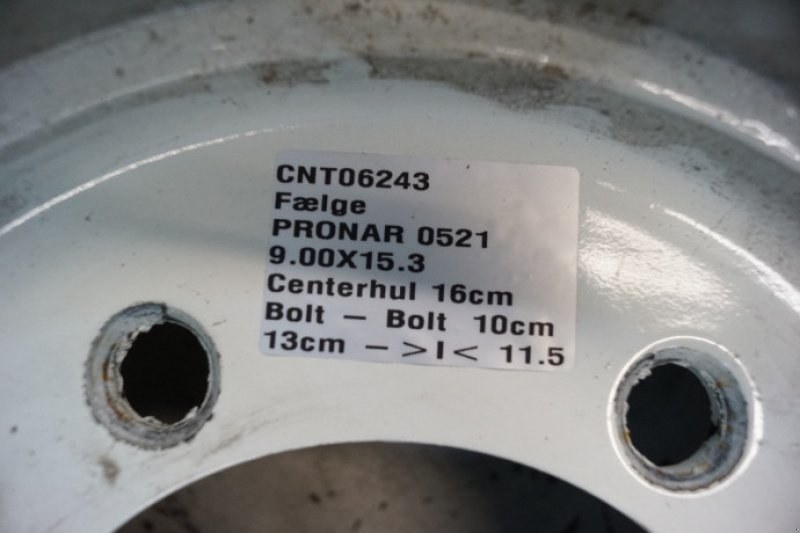 CNT06243
Fælge
PRONAR 0521
9.00X15.3
Centerhul 16cm
Bolt – Bolt 10cm
13cm – >I< 11.5